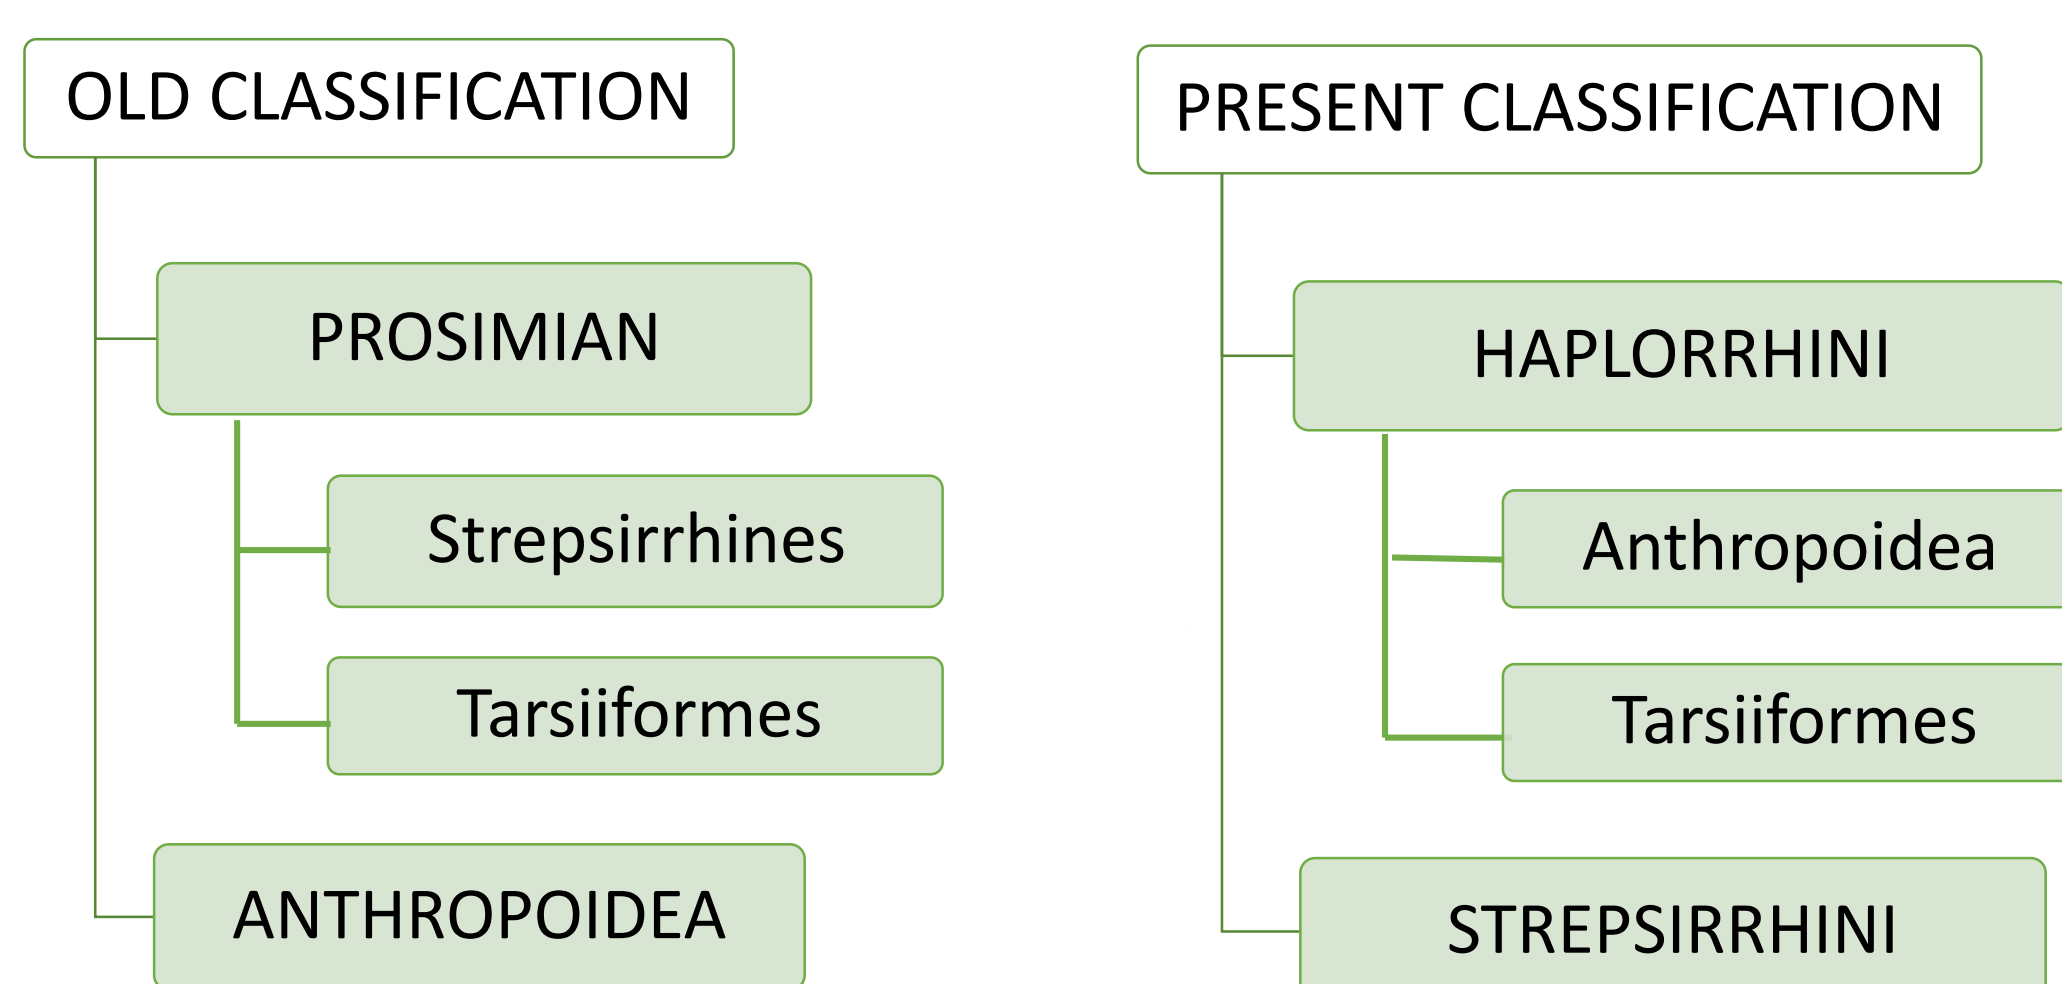 OLD CLASSIFICATION
PROSIMIAN
Strepsirrhines
Tarsiiformes
ANTHROPOIDEA
PRESENT CLASSIFICATION
HAPLORRHINI
Anthropoidea
Tarsiiformes
STREPSIRRHINI